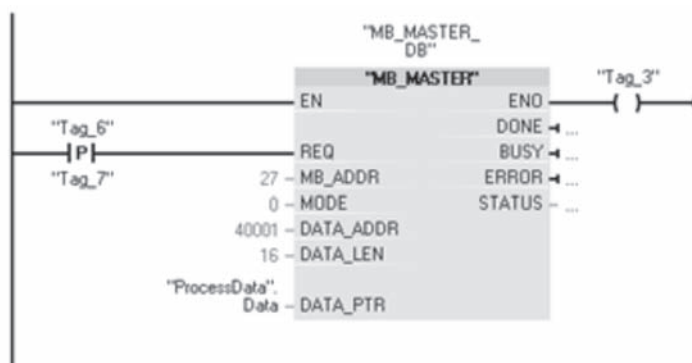 "MB_MASTER_
DB"
"MB_MASTER"
"Tag_3"
EN
ENO
DONE
...
"Tag_6"
P
"Tag_7"
REQ
BUSY
...
27
MB_ADDR
ERROR
...
0
MODE
STATUS
...
40001
DATA_ADDR
16
DATA_LEN
"ProcessData".
Data
DATA_PTR